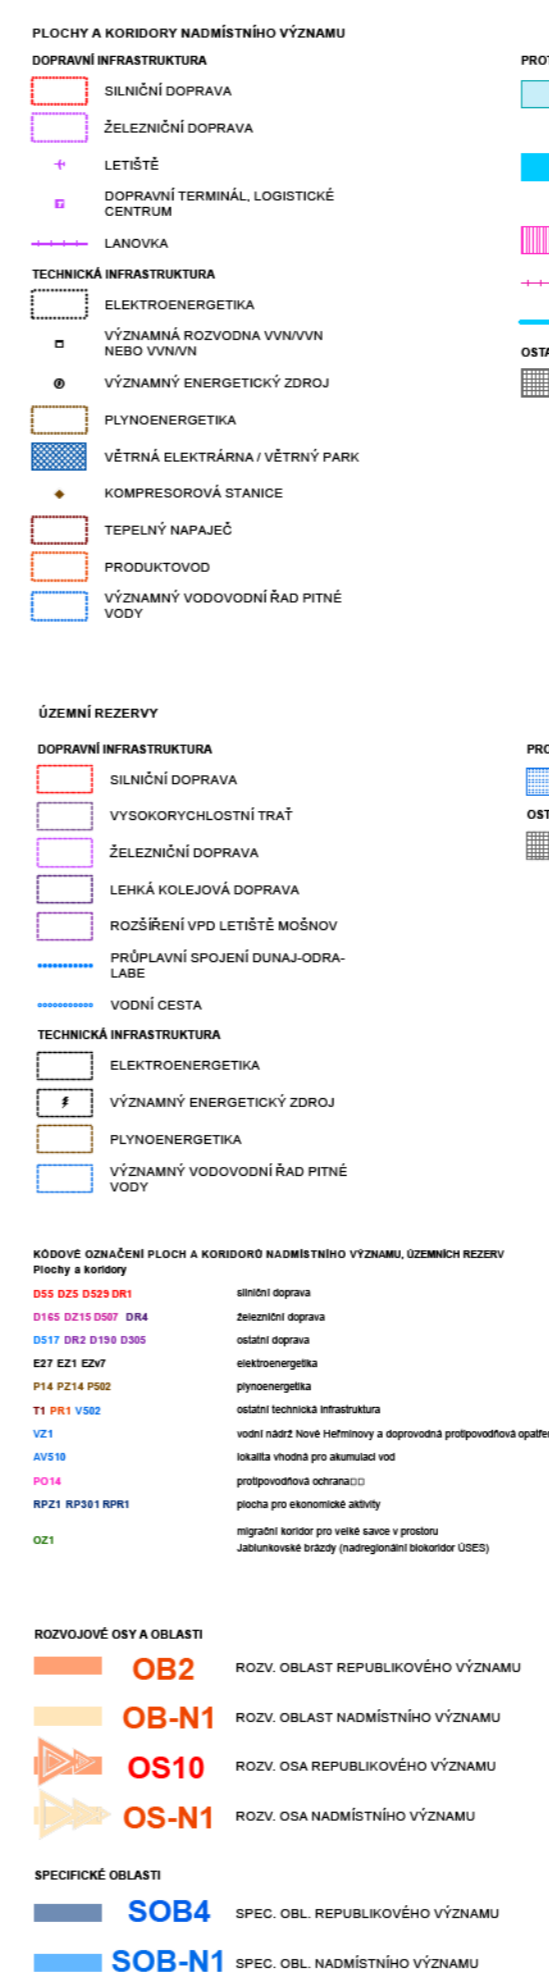 PLOCHY A KORIDORY NADMÍSTNÍHO VÝZNAMU
DOPRAVNÍ INFRASTRUKTURA
SILNIČNÍ DOPRAVA
ŽELEZNIČNÍ DOPRAVA
LETIŠTĚ
DOPRAVNÍ TERMINÁL, LOGISTICKÉ
CENTRUM
LANOVKA
TECHNICKÁ INFRASTRUKTURA
ELEKTROENERGETIKA
VÝZNAMNÁ ROZVODNA VVN/VVN
NEBO VVN/VN
VÝZNAMNÝ ENERGETICKÝ ZDROJ
PLYNOENERGETIKA
VĚTRNÁ ELEKTRÁRNA / VĚTRNÝ PARK
KOMPRESOROVÁ STANICE
TEPELNÝ NAPAJEČ
PRODUKTOVOD
VÝZNAMNÝ VODOVODNÍ ŘAD PITNÉ
VODY
PROT
OSTA
ÚZEMNÍ REZERVY
DOPRAVNÍ INFRASTRUKTURA
SILNIČNÍ DOPRAVA
VYSOKORYCHLOSTNÍ TRAŤ
ŽELEZNIČNÍ DOPRAVA
LEHKÁ KOLEJOVÁ DOPRAVA
ROZŠÍŘENÍ VPD LETIŠTĚ MOŠNOV
PRŮPLAVNÍ SPOJENÍ DUNAJ-ODRA-
LABE
VODNÍ CESTA
TECHNICKÁ INFRASTRUKTURA
ELEKTROENERGETIKA
VÝZNAMNÝ ENERGETICKÝ ZDROJ
PLYNOENERGETIKA
VÝZNAMNÝ VODOVODNÍ ŘAD PITNÉ
VODY
PRO
OST
KÓDOVÉ OZNAČENÍ PLOCH A KORIDORŮ NADMÍSTNÍHO VÝZNAMU, ÚZEMNÍCH REZERV
Plochy a koridory
D55 DZ5 D529 DR1 silniční doprava
D165 DZ15 D507 DR4 železniční doprava
D517 DR2 D190 D305 ostatní doprava
E27 EZ1 EZv7 elektroenergetika
P14 PZ14 P502 plynoenergetika
T1 PR1 V502 ostatní technická infrastruktura
VZ1 vodní nádrž Nové Heřminovy a doprovodná protipovodňová opatře
AV510 lokalita vhodná pro akumulaci vod
PO14 protipovodňová ochrana□□
RPZ1 RP301 RPR1 plocha pro ekonomické aktivity
OZ1 migrační koridor pro velké savce v prostoru
Jablunkovské brázdy (nadregionální biokoridor ÚSES)
ROZVOJOVÉ OSY A OBLASTI
OB2 ROZV. OBLAST REPUBLIKOVÉHO VÝZNAMU
OB-N1 ROZV. OBLAST NADMÍSTNÍHO VÝZNAMU
OS10 ROZV. OSA REPUBLIKOVÉHO VÝZNAMU
OS-N1 ROZV. OSA NADMÍSTNÍHO VÝZNAMU
SPECIFICKÉ OBLASTI
SOB4 SPEC. OBL. REPUBLIKOVÉHO VÝZNAMU
SOB-N1 SPEC. OBL. NADMÍSTNÍHO VÝZNAMU